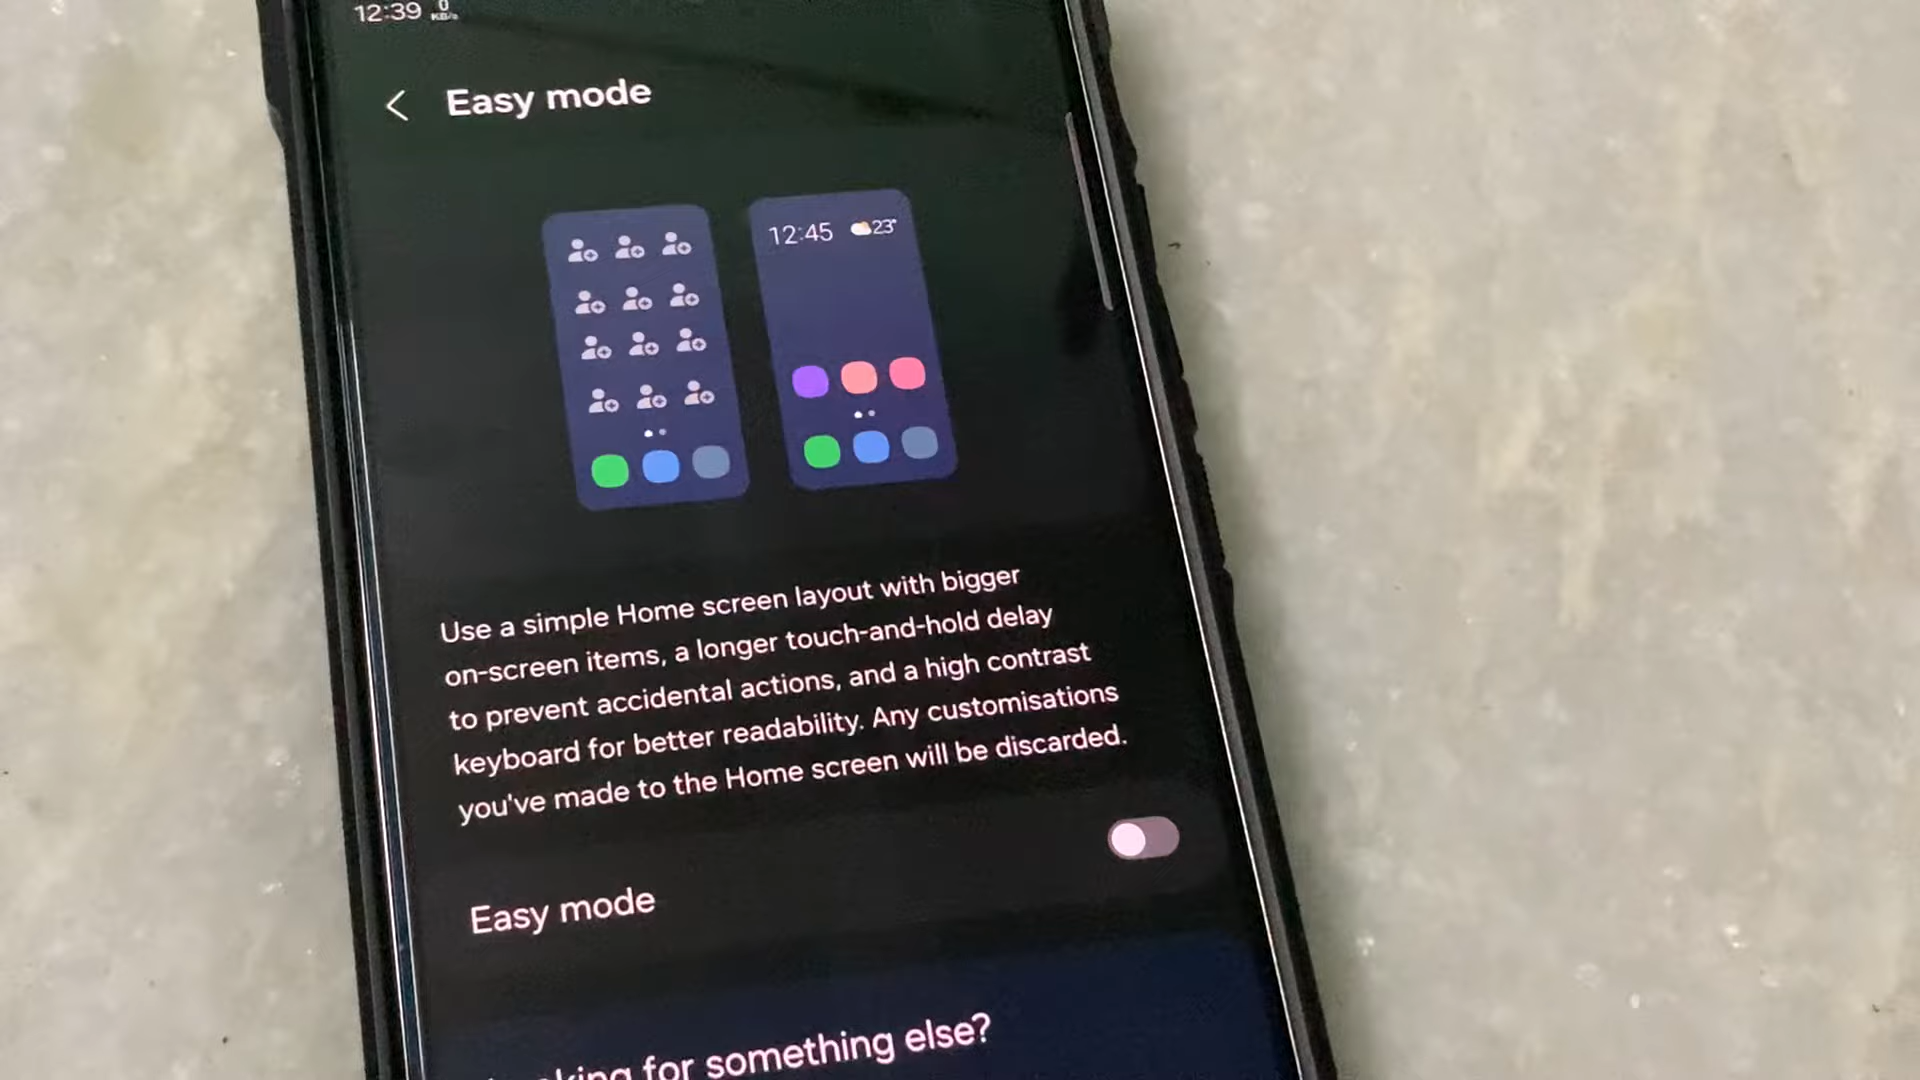 12:39 0 KB/s
Easy mode
12:45 23°
Use a simple Home screen layout with bigger
on-screen items, a longer touch-and-hold delay
to prevent accidental actions, and a high contrast
keyboard for better readability. Any customisations
you've made to the Home screen will be discarded.
Easy mode
for something else?